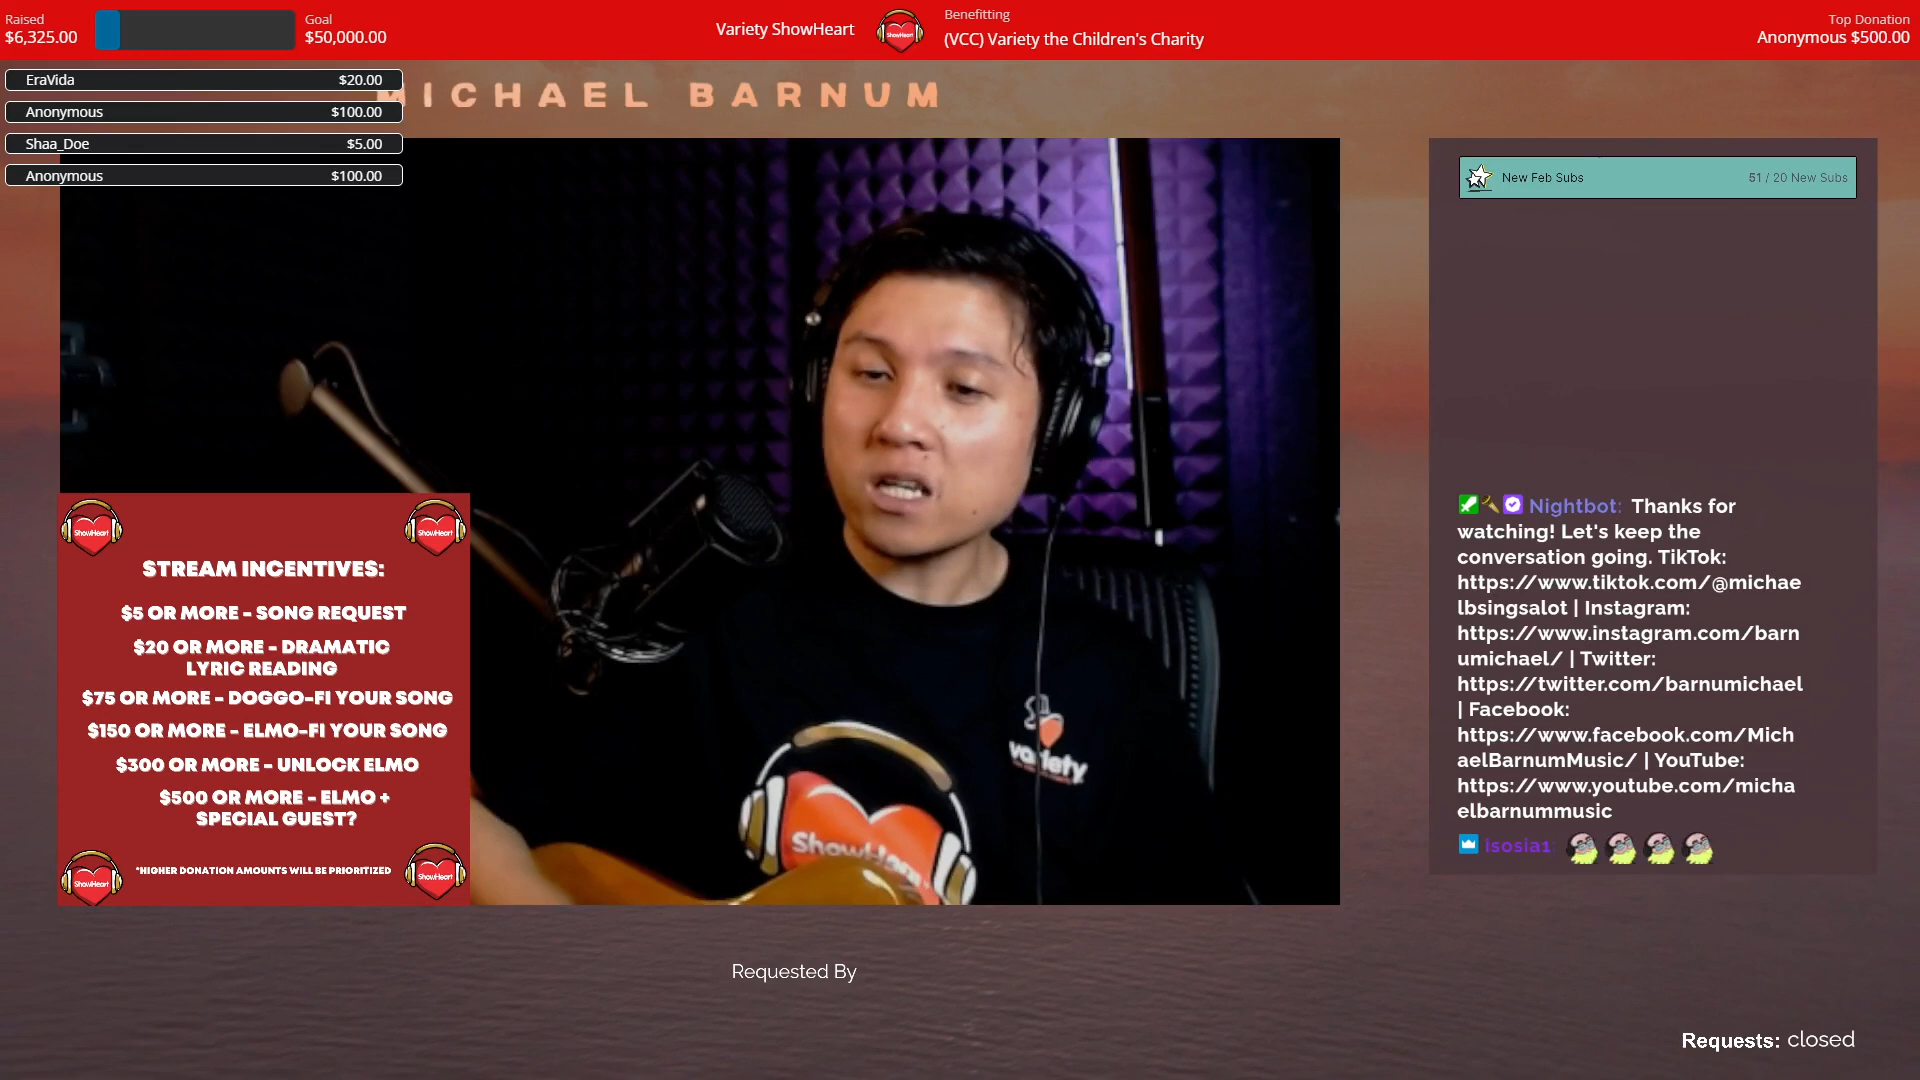 Raised
$6,325.00
Goal
$50,000.00
Variety ShowHeart
ShowHeart
Benefitting
(VCC) Variety the Children's Charity
Top Donation
Anonymous $500.00
EraVida $20.00
Anonymous $100.00
Shaa_Doe $5.00
Anonymous $100.00
MICHAEL BARNUM
New Feb Subs 51 / 20 New Subs
ShowHeart
ShowHeart
STREAM INCENTIVES:
$5 OR MORE - SONG REQUEST
$20 OR MORE - DRAMATIC
LYRIC READING
$75 OR MORE - DOGGO-FI YOUR SONG
$150 OR MORE - ELMO-FI YOUR SONG
$300 OR MORE - UNLOCK ELMO
$500 OR MORE - ELMO +
SPECIAL GUEST?
*HIGHER DONATION AMOUNTS WILL BE PRIORITIZED
ShowHeart
ShowHeart
variety
ShowHeart
Nightbot: Thanks for
watching! Let's keep the
conversation going. TikTok:
https://www.tiktok.com/@michae
lbsingsalot | Instagram:
https://www.instagram.com/barn
umichael/ | Twitter:
https://twitter.com/barnumichael
| Facebook:
https://www.facebook.com/Mich
aelBarnumMusic/ | YouTube:
https://www.youtube.com/micha
elbarnummusic
isosia1:
Requested By
Requests: closed